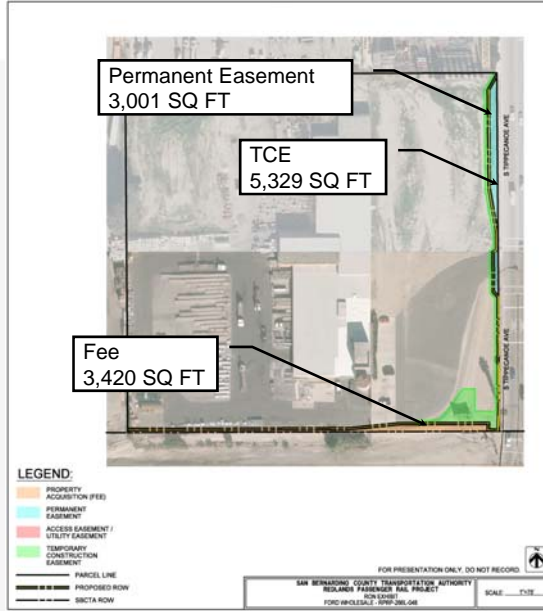 Permanent Easement
3,001 SQ FT
TCE
5,329 SQ FT
S TIPPECANOE AVE
S TIPPECANOE AVE
Fee
3,420 SQ FT
LEGEND:
PROPERTY
ACQUISITION (FEE)
PERMANENT
EASEMENT
ACCESS EASEMENT /
UTILITY EASEMENT
TEMPORARY
CONSTRUCTION
EASEMENT
PARCEL LINE
PROPOSED ROW
SBCTA ROW
FOR PRESENTATION ONLY, DO NOT RECORD
SAN BERNARDINO COUNTY TRANSPORTATION AUTHORITY
REDLANDS PASSENGER RAIL PROJECT
ROW EXHIBIT
FORD WHOLESALE -
SCALE: